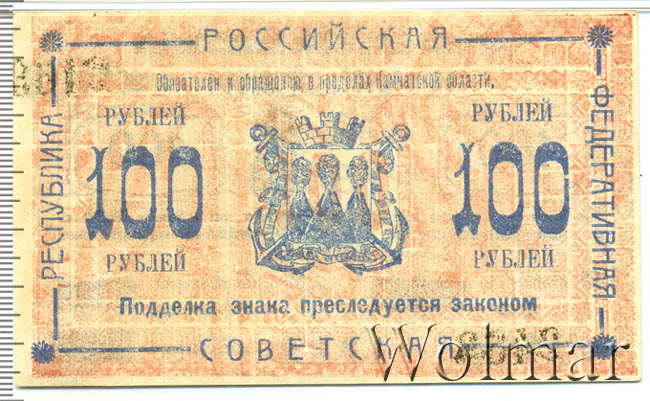 РОССИЙСКАЯ
Обязателен к обращению в пределах Камчатской области.
РУБЛЕЙ
100
РУБЛЕЙ
РУБЛЕЙ
100
РУБЛЕЙ
РЕСПУБЛИКА
ФЕДЕРАТИВНАЯ
Подделка знака преследуется законом
СОВЕТСКАЯ
Wolmar